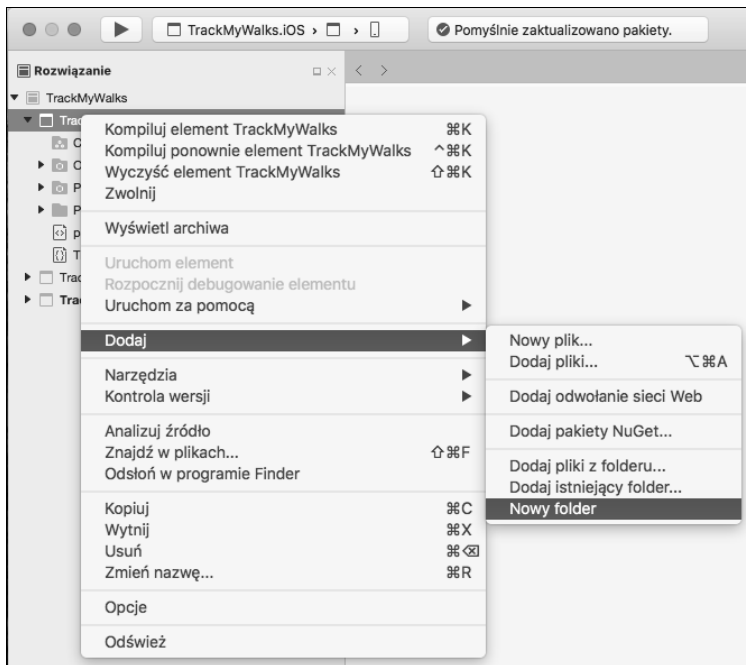 TrackMyWalks.iOS
Pomyślnie zaktualizowano pakiety.
Rozwiązanie
TrackMyWalks
Trac
C
O
P
P
p
T
Trac
Tra
Kompiluj element TrackMyWalks ⌘K
Kompiluj ponownie element TrackMyWalks ^⌘K
Wyczyść element TrackMyWalks ⇧⌘K
Zwolnij
Wyświetl archiwa
Uruchom element
Rozpocznij debugowanie elementu
Uruchom za pomocą
Dodaj
Narzędzia
Kontrola wersji
Analizuj źródło
Znajdź w plikach... ⇧⌘F
Odsłoń w programie Finder
Kopiuj ⌘C
Wytnij ⌘X
Usuń ⌘⌫
Zmień nazwę... ⌘R
Opcje
Odśwież
Nowy plik...
Dodaj pliki... ⌥⌘A
Dodaj odwołanie sieci Web
Dodaj pakiety NuGet...
Dodaj pliki z folderu...
Dodaj istniejący folder...
Nowy folder